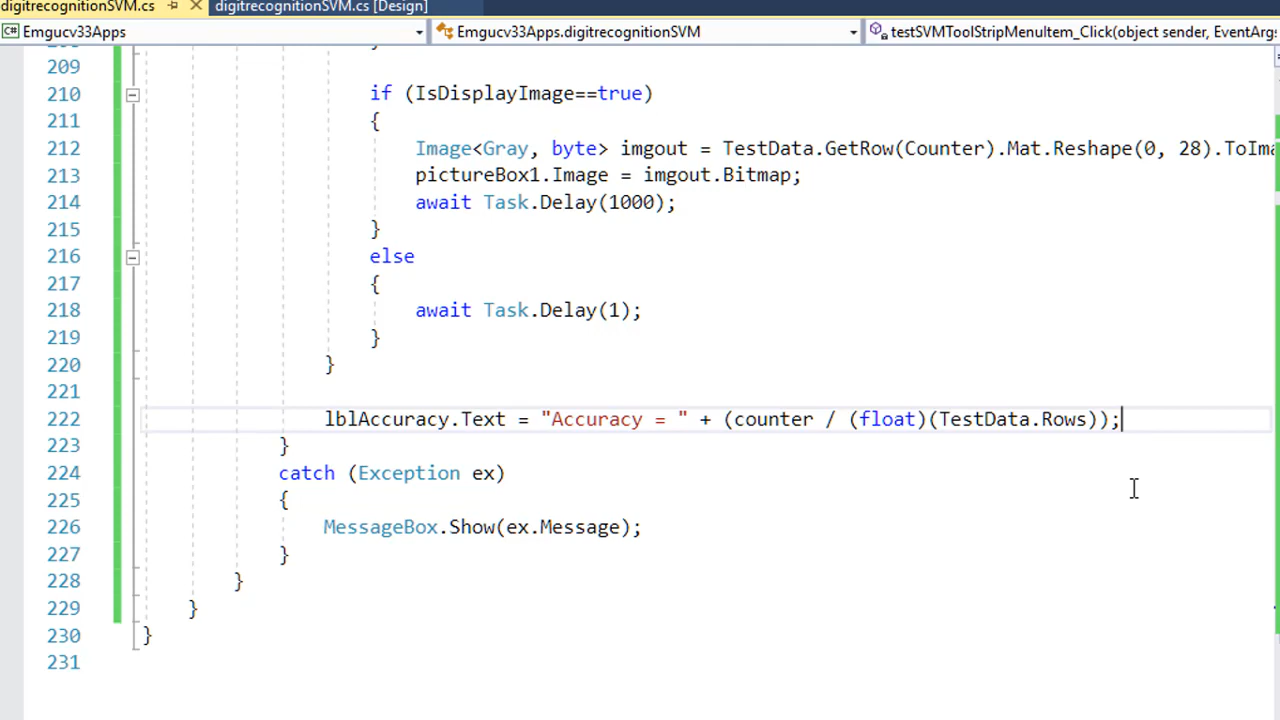 digitrecognitionSVM.cs digitrecognitionSVM.cs [Design]
C# Emgucv33Apps Emgucv33Apps.digitrecognitionSVM testSVMToolStripMenuItem_Click(object sender, EventArgs
209
210 if (IsDisplayImage==true)
211 {
212 Image<Gray, byte> imgout = TestData.GetRow(Counter).Mat.Reshape(0, 28).ToIma
213 pictureBox1.Image = imgout.Bitmap;
214 await Task.Delay(1000);
215 }
216 else
217 {
218 await Task.Delay(1);
219 }
220 }
221
222 lblAccuracy.Text = "Accuracy = " + (counter / (float)(TestData.Rows));
223 }
224 catch (Exception ex)
225 {
226 MessageBox.Show(ex.Message);
227 }
228 }
229 }
230 }
231